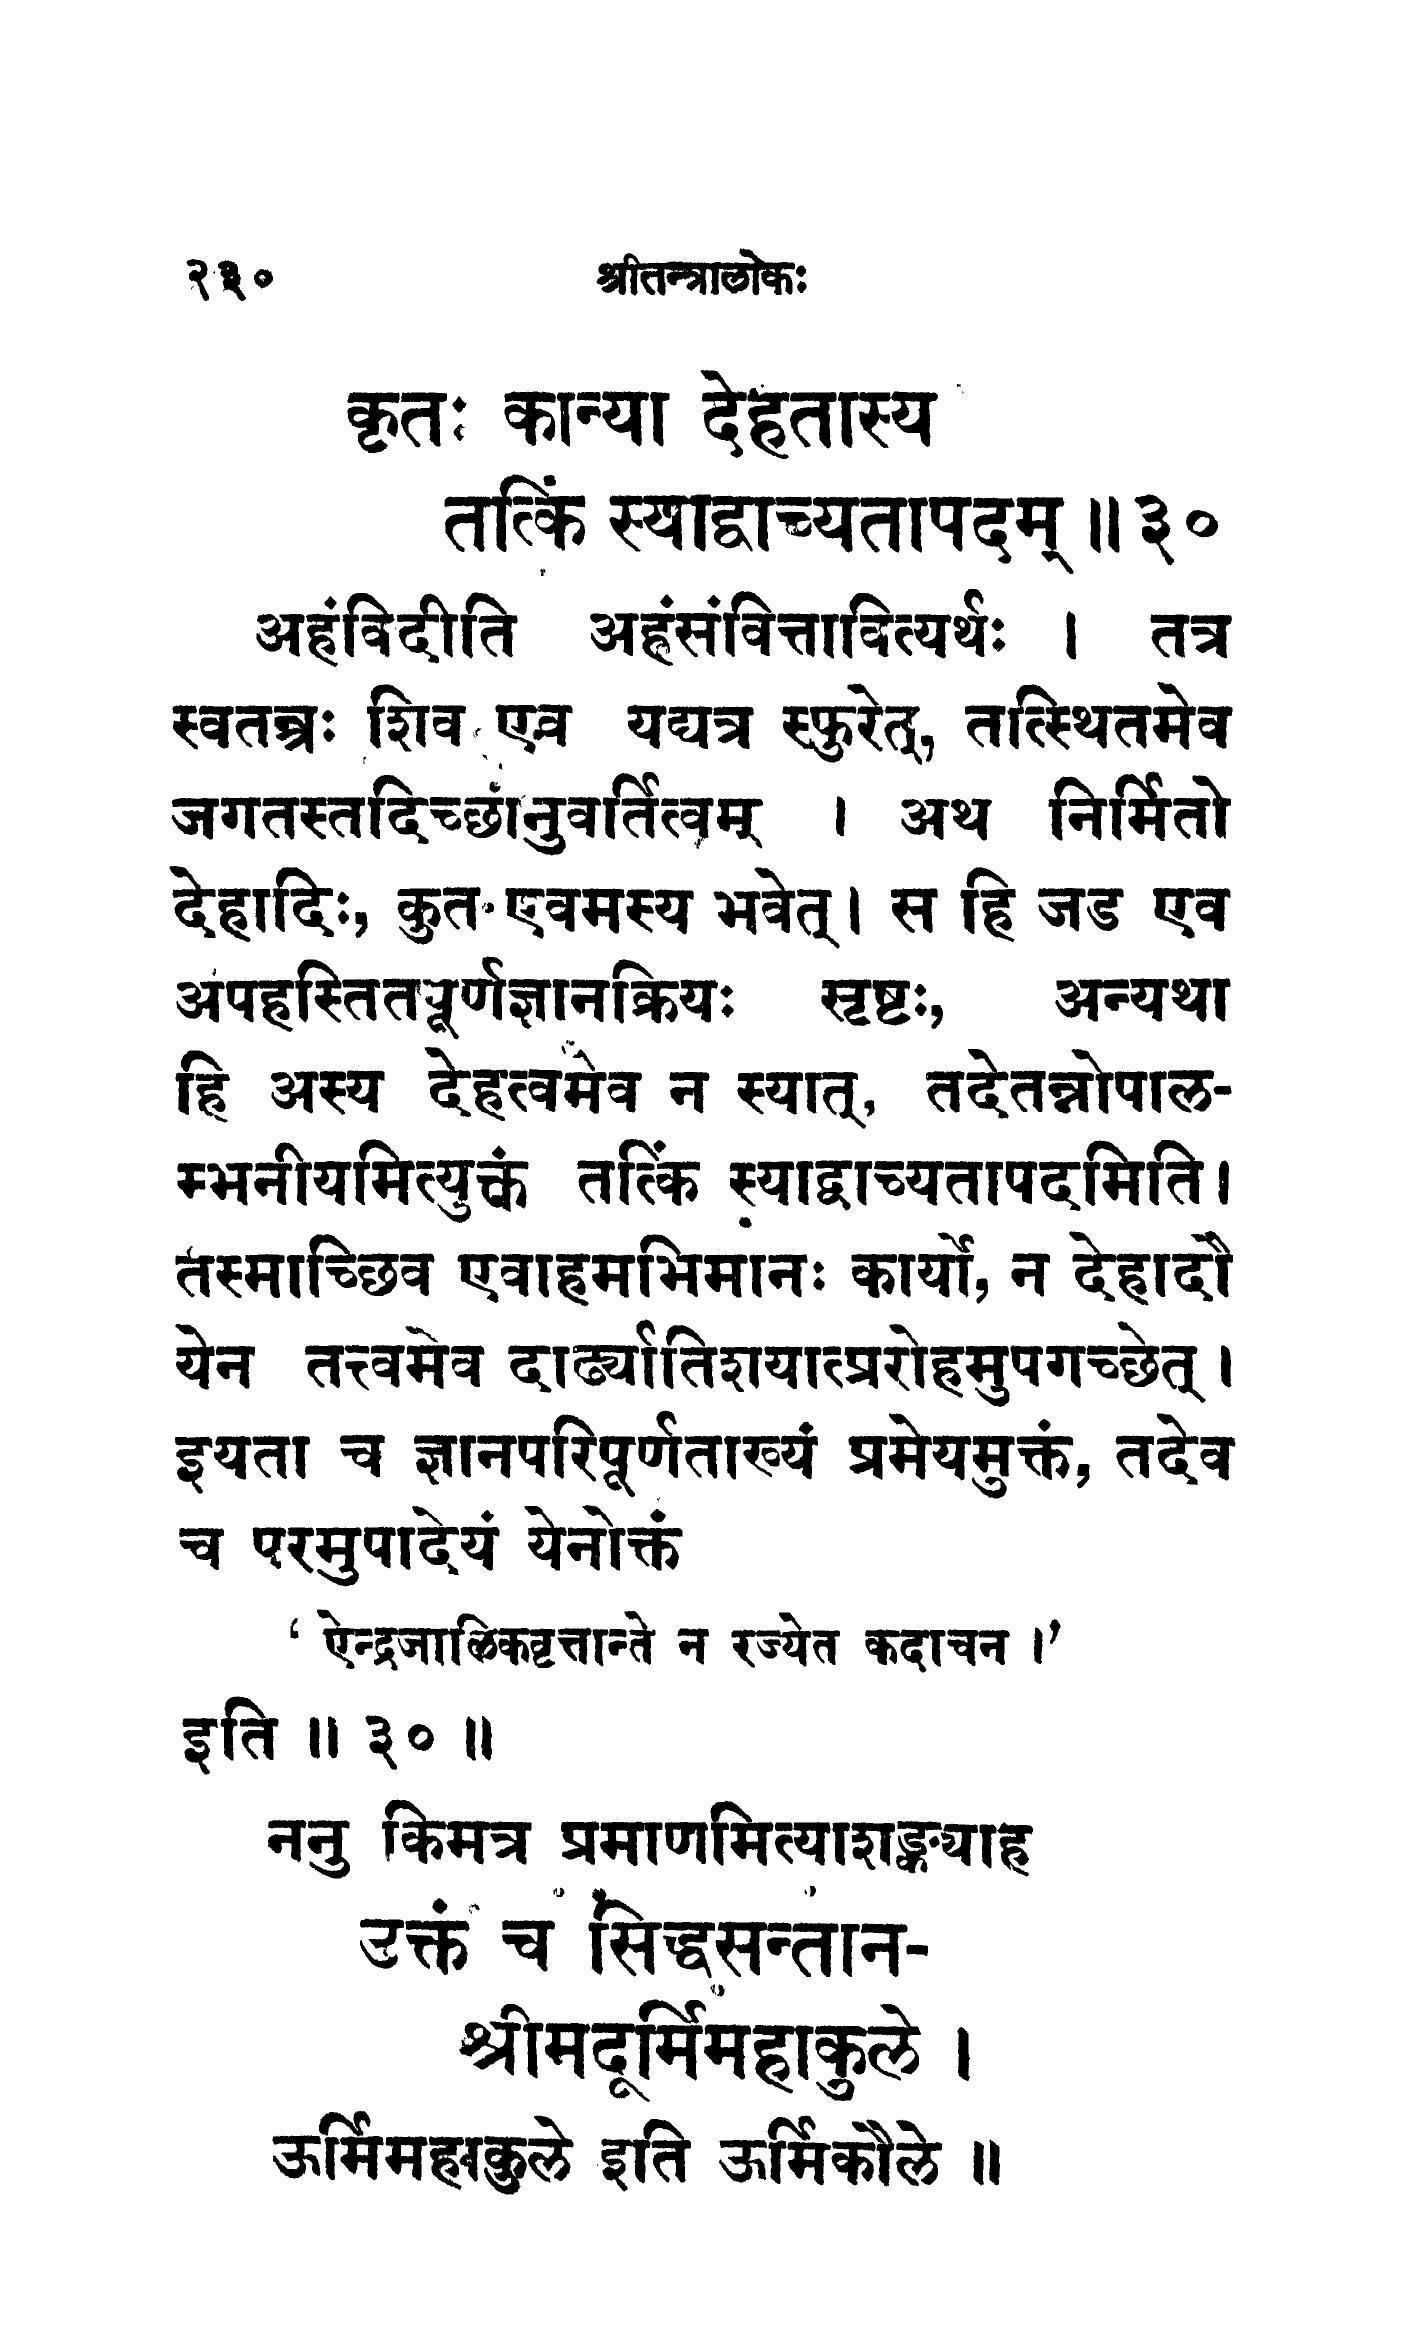 २३० श्रीतन्त्रालोकः
कृतः कान्या देहतास्य
तत्किं स्याद्वाच्यतापदम् ॥ ३०
अहंविदीति अहंसंवित्तावित्यर्थः । तत्र
स्वतन्त्रः शिव एव यद्यत्र स्फुरेत्, तात्स्थितमेव
जगतस्तदिच्छानुवर्तित्वम् । अथ निर्मितो
देहादिः, कुत एवमस्य भवेत् । स हि जड एव
अपहस्तितपूर्णज्ञानक्रियः सृष्टः, अन्यथा
हि अस्य देहत्वमेव न स्यात्, तदेतन्नोपाल-
म्भनीयमित्युक्तं तत्किं स्याद्वाच्यतापदमिति ।
तस्माच्छिव एवाहमभिमानः कार्यो, न देहादौ
येन तत्त्वमेव दार्ढ्यातिशयात्प्ररोहमुपगच्छेत् ।
इयता च ज्ञानपरिपूर्णताख्यं प्रमेयमुक्तं, तदेव
च परमुपादेयं येनोक्तं
‘ ऐन्द्रजालिकवृत्तान्ते न रज्येत कदाचन ।’
इति ॥ ३० ॥
ननु किमत्र प्रमाणमित्याशङ्क्याह
उक्तं च सिद्धसन्तान-
श्रीमदूर्मिमहाकुले ।
ऊर्मिमहाकुले इति ऊर्मिकौले ॥